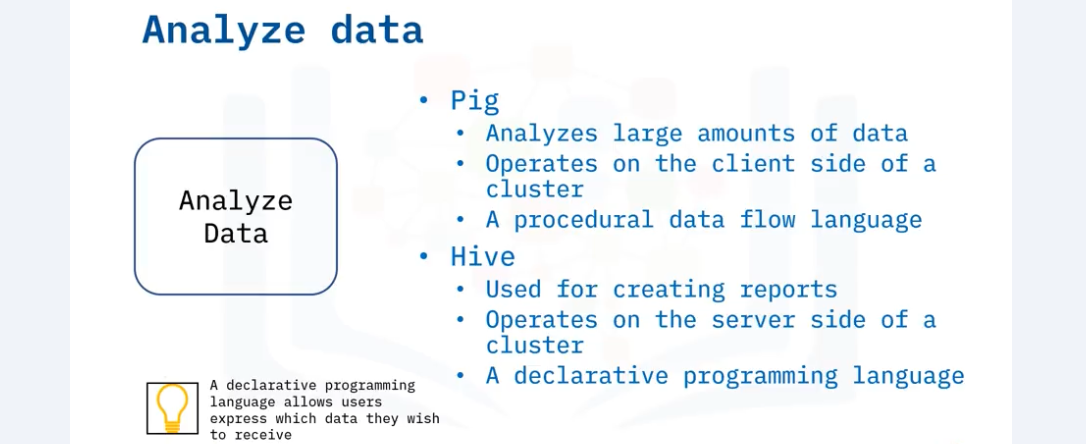 Analyze data
Analyze
Data
• Pig
• Analyzes large amounts of data
• Operates on the client side of a
cluster
• A procedural data flow language
• Hive
• Used for creating reports
• Operates on the server side of a
cluster
• A declarative programming language
A declarative programming
language allows users
express which data they wish
to receive